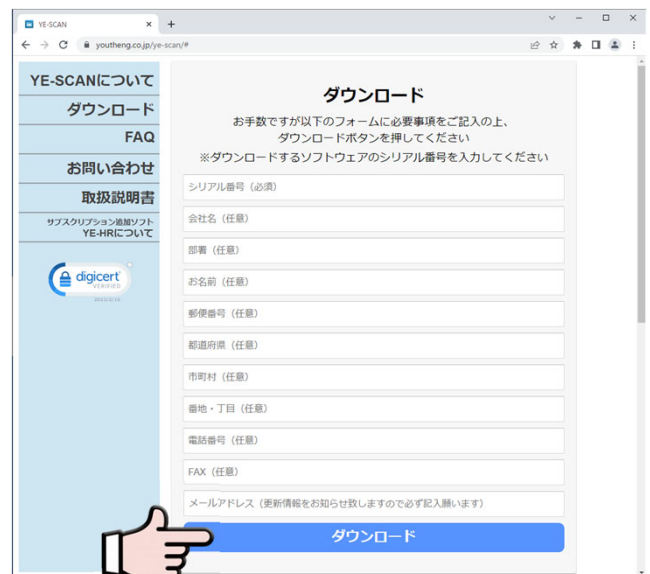 YE-SCAN
youtheng.co.jp/ye-scan/#
YE-SCANについて
ダウンロード
FAQ
お問い合わせ
取扱説明書
サブスクリプション追加ソフト
YE-HRについて
digicert
VERIFIED
ダウンロード
お手数ですが以下のフォームに必要事項をご記入の上、
ダウンロードボタンを押してください
※ダウンロードするソフトウェアのシリアル番号を入力してください
シリアル番号（必須）
会社名（任意）
部署（任意）
お名前（任意）
郵便番号（任意）
都道府県（任意）
市町村（任意）
番地・丁目（任意）
電話番号（任意）
FAX（任意）
メールアドレス（更新情報をお知らせ致しますので必ず記入願います）
ダウンロード